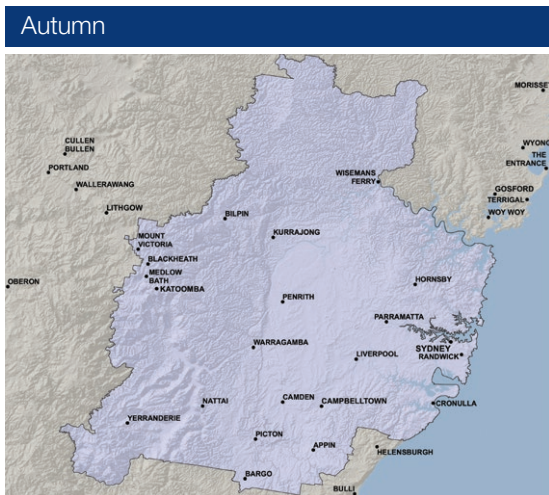 Autumn
MORISSET
CULLEN
BULLEN
PORTLAND
WALLERAWANG
LITHGOW
WYONG
THE
ENTRANCE
WISEMANS
FERRY
GOSFORD
TERRIGAL
WOY WOY
BILPIN
KURRAJONG
MOUNT
VICTORIA
BLACKHEATH
MEDLOW
BATH
KATOOMBA
OBERON
HORNSBY
PENRITH
PARRAMATTA
SYDNEY
RANDWICK
WARRAGAMBA
LIVERPOOL
NATTAI
CAMDEN
CAMPBELLTOWN
CRONULLA
YERRANDERIE
PICTON
APPIN
HELENSBURGH
BARGO
BULLI